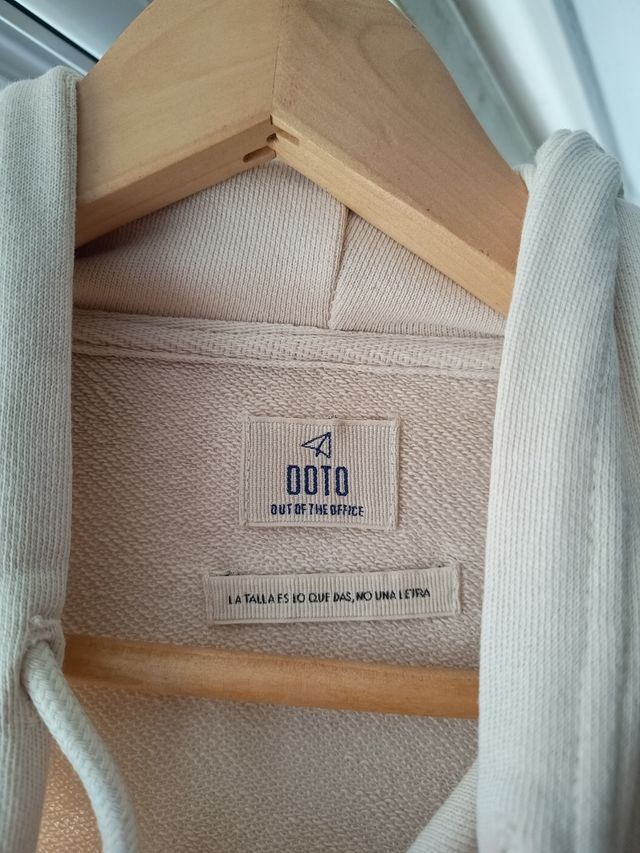 OOTO
OUT OF THE OFFICE
LA TALLA ES LO QUE DAS, NO UNA LETRA